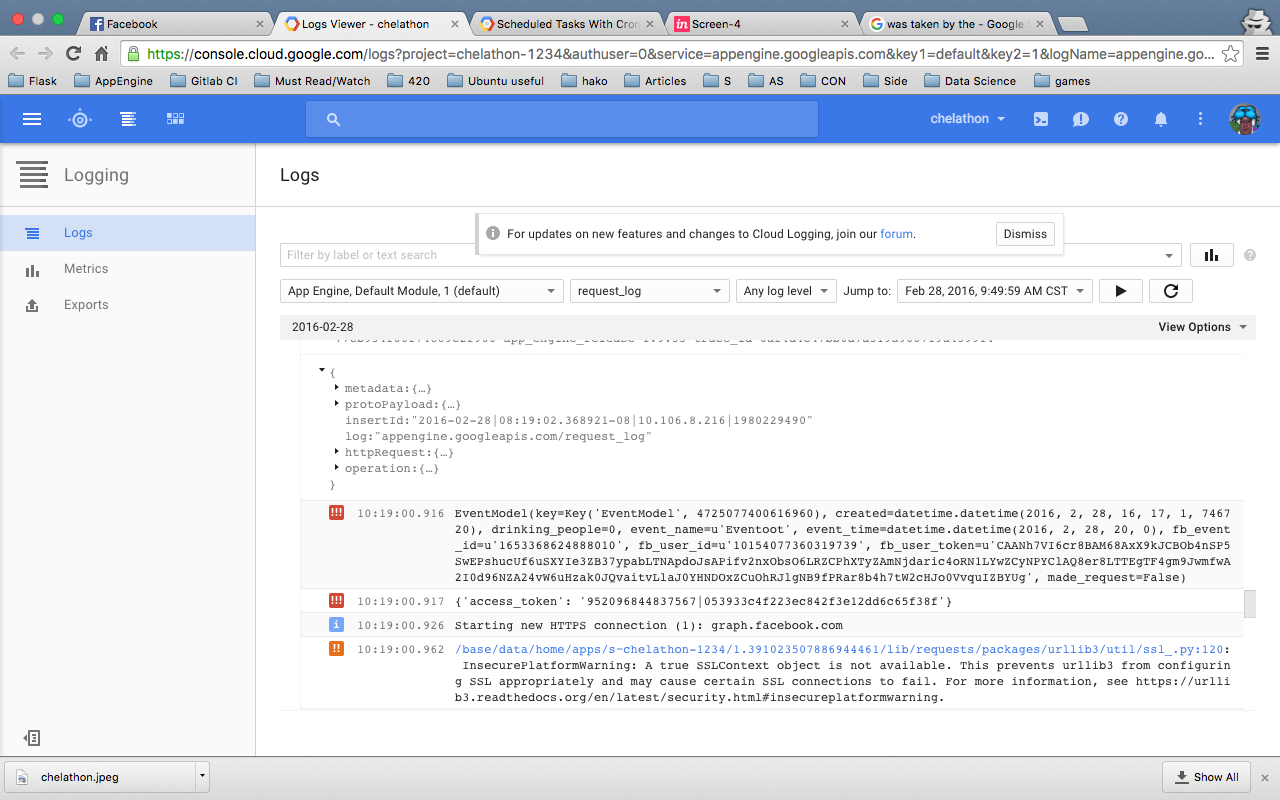 Facebook
Logs Viewer - chelathon
Scheduled Tasks With Cron
Screen-4
was taken by the - Google S
https://console.cloud.google.com/logs?project=chelathon-1234&authuser=0&service=appengine.googleapis.com&key1=default&key2=1&logName=appengine.go...
Flask
AppEngine
Gitlab CI
Must Read/Watch
420
Ubuntu useful
hako
Articles
S
AS
CON
Side
Data Science
games
chelathon
Logging
Logs
Logs
Metrics
Exports
For updates on new features and changes to Cloud Logging, join our forum.
Dismiss
Filter by label or text search
App Engine, Default Module, 1 (default)
request_log
Any log level
Jump to:
Feb 28, 2016, 9:49:59 AM CST
2016-02-28
View Options
{
metadata:{…}
protoPayload:{…}
insertId:"2016-02-28|08:19:02.368921-08|10.106.8.216|1980229490"
log:"appengine.googleapis.com/request_log"
httpRequest:{…}
operation:{…}
}
!!! 10:19:00.916 EventModel(key=Key('EventModel', 4725077400616960), created=datetime.datetime(2016, 2, 28, 16, 17, 1, 7467
20), drinking_people=0, event_name=u'Eventoot', event_time=datetime.datetime(2016, 2, 28, 20, 0), fb_event
_id=u'1653368624888010', fb_user_id=u'10154077360319739', fb_user_token=u'CAANh7VI6cr8BAM68AxX9kJCBOb4nSP5
SwEPshucUf6uSXYIe3ZB37ypabLTNApdoJsAPifv2nxObsO6LRZCPhXTyZAmNjdaric4oRN1LYwZCyNPYClAQ8er8LTTEgTF4gm9JwmfwA
2I0d96NZA24vW6uHzak0JQvaitvLlaJ0YHNDOxZCuOhRJlgNB9fPRar8b4h7tW2cHJo0VvquIZBYUg', made_request=False)
!!! 10:19:00.917 {'access_token': '952096844837567|053933c4f223ec842f3e12dd6c65f38f'}
i 10:19:00.926 Starting new HTTPS connection (1): graph.facebook.com
!! 10:19:00.962 /base/data/home/apps/s~chelathon-1234/1.391023507886944461/lib/requests/packages/urllib3/util/ssl_.py:120:
InsecurePlatformWarning: A true SSLContext object is not available. This prevents urllib3 from configurin
g SSL appropriately and may cause certain SSL connections to fail. For more information, see https://urlli
b3.readthedocs.org/en/latest/security.html#insecureplatformwarning.
chelathon.jpeg
Show All